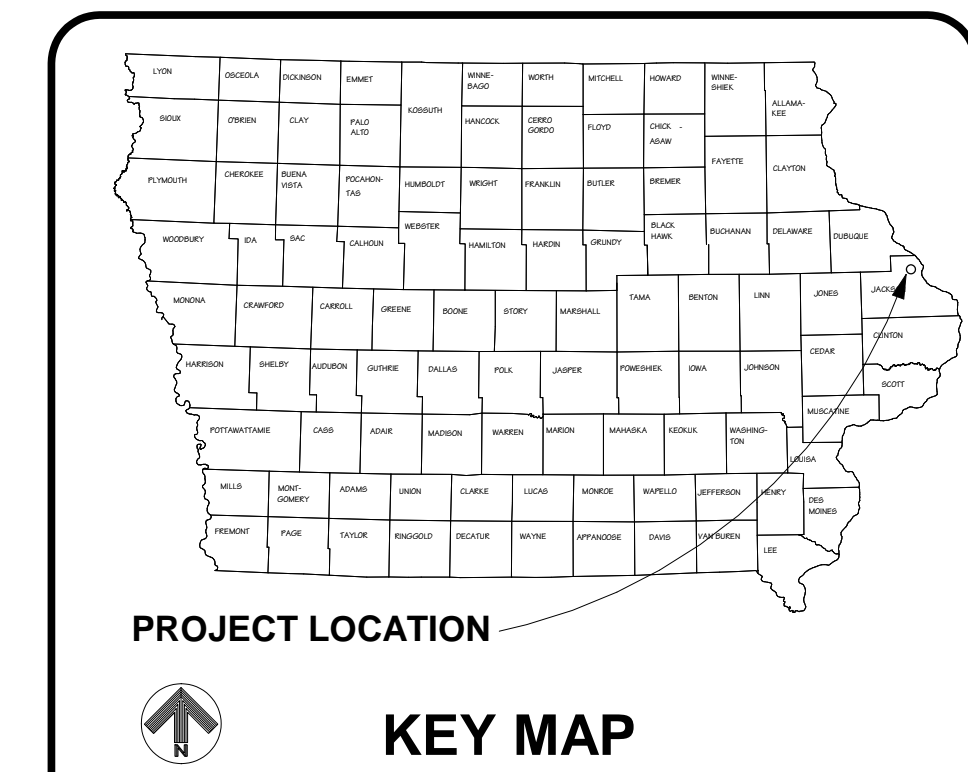 LYON
OSCEOLA
DICKINSON
EMMET
KOSSUTH
WINNE-
BAGO
WORTH
MITCHELL
HOWARD
WINNE-
SHIEK
ALLAMA-
KEE
SIOUX
O'BRIEN
CLAY
PALO
ALTO
HANCOCK
CERRO
GORDO
FLOYD
CHICK -
ASAW
FAYETTE
CLAYTON
PLYMOUTH
CHEROKEE
BUENA
VISTA
POCAHON-
TAS
HUMBOLDT
WRIGHT
FRANKLIN
BUTLER
BREMER
WOODBURY
IDA
SAC
CALHOUN
WEBSTER
HAMILTON
HARDIN
GRUNDY
BLACK
HAWK
BUCHANAN
DELAWARE
DUBUQUE
MONONA
CRAWFORD
CARROLL
GREENE
BOONE
STORY
MARSHALL
TAMA
BENTON
LINN
JONES
JACKS
CLINTON
HARRISON
SHELBY
AUDUBON
GUTHRIE
DALLAS
POLK
JASPER
POWESHIEK
IOWA
JOHNSON
CEDAR
SCOTT
MUSCATINE
POTTAWATTAMIE
CASS
ADAIR
MADISON
WARREN
MARION
MAHASKA
KEOKUK
WASHING-
TON
LOUISA
MILLS
MONT-
GOMERY
ADAMS
UNION
CLARKE
LUCAS
MONROE
WAPELLO
JEFFERSON
HENRY
DES
MOINES
FREMONT
PAGE
TAYLOR
RINGGOLD
DECATUR
WAYNE
APPANOOSE
DAVIS
VAN BUREN
LEE
PROJECT LOCATION
N
KEY MAP